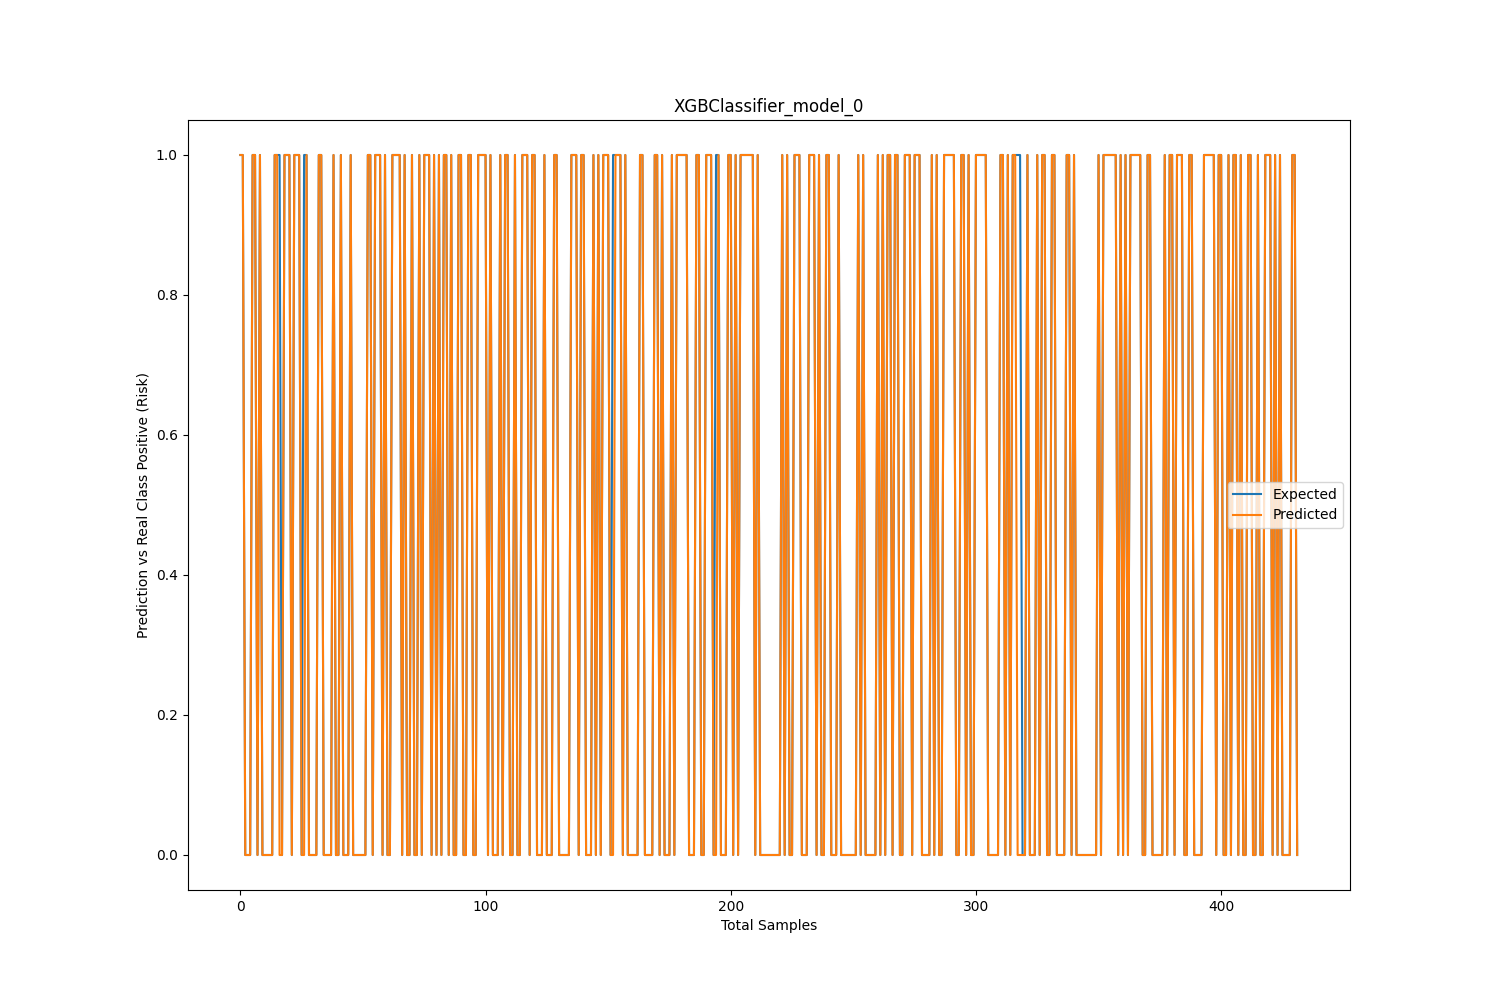 XGBClassifier_model_0
Prediction vs Real Class Positive (Risk)
1.0
0.8
0.6
0.4
0.2
0.0
Expected
Predicted
0 100 200 300 400
Total Samples